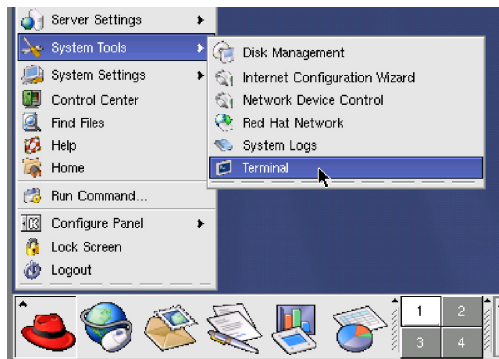 Server Settings
System Tools
System Settings
Control Center
Find Files
Help
Home
Run Command...
Configure Panel
Lock Screen
Logout
Disk Management
Internet Configuration Wizard
Network Device Control
Red Hat Network
System Logs
Terminal
1 2
3 4